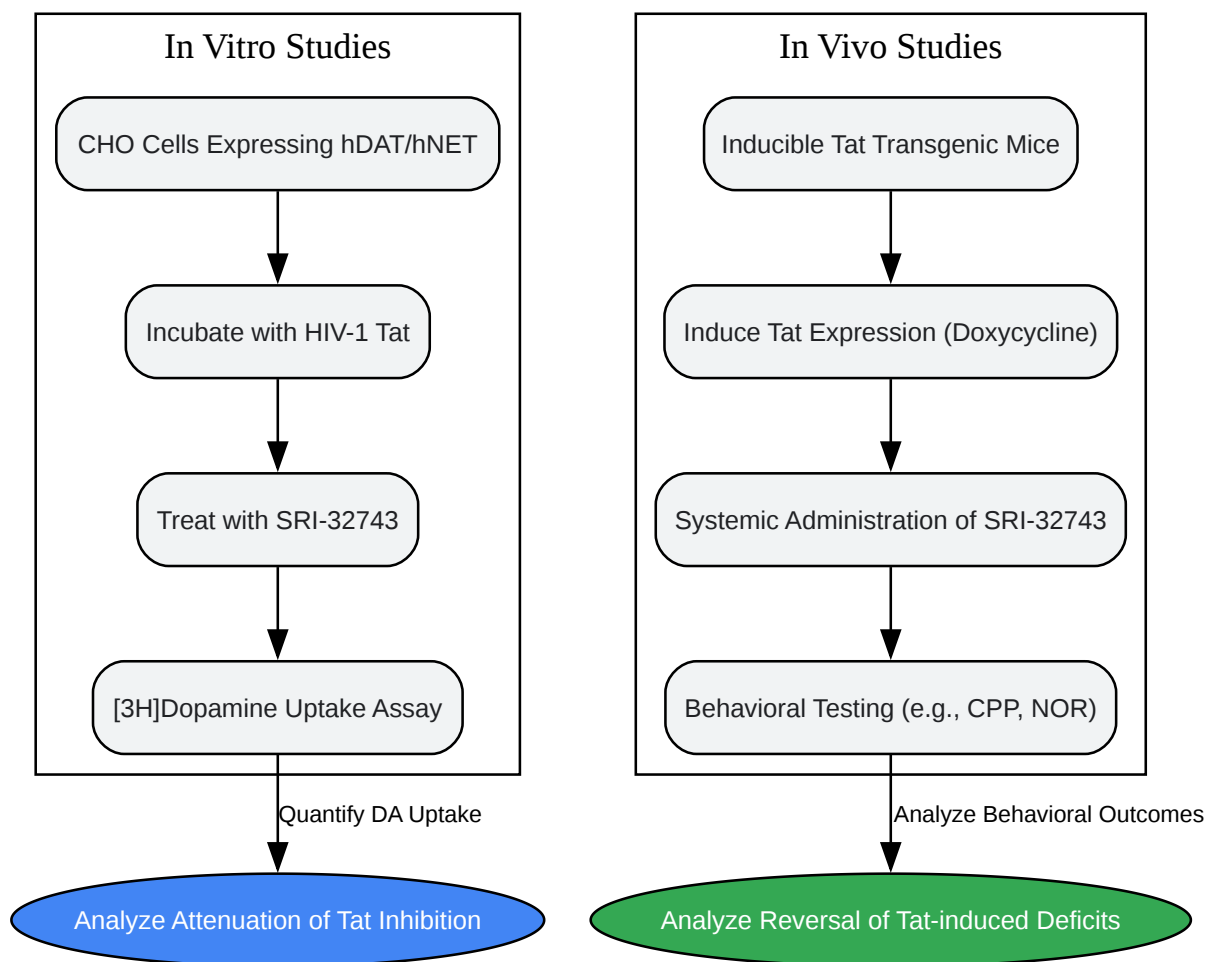 In Vitro Studies
CHO Cells Expressing hDAT/hNET
Incubate with HIV-1 Tat
Treat with SRI-32743
[3H]Dopamine Uptake Assay
Quantify DA Uptake
Analyze Attenuation of Tat Inhibition
In Vivo Studies
Inducible Tat Transgenic Mice
Induce Tat Expression (Doxycycline)
Systemic Administration of SRI-32743
Behavioral Testing (e.g., CPP, NOR)
Analyze Behavioral Outcomes
Analyze Reversal of Tat-induced Deficits